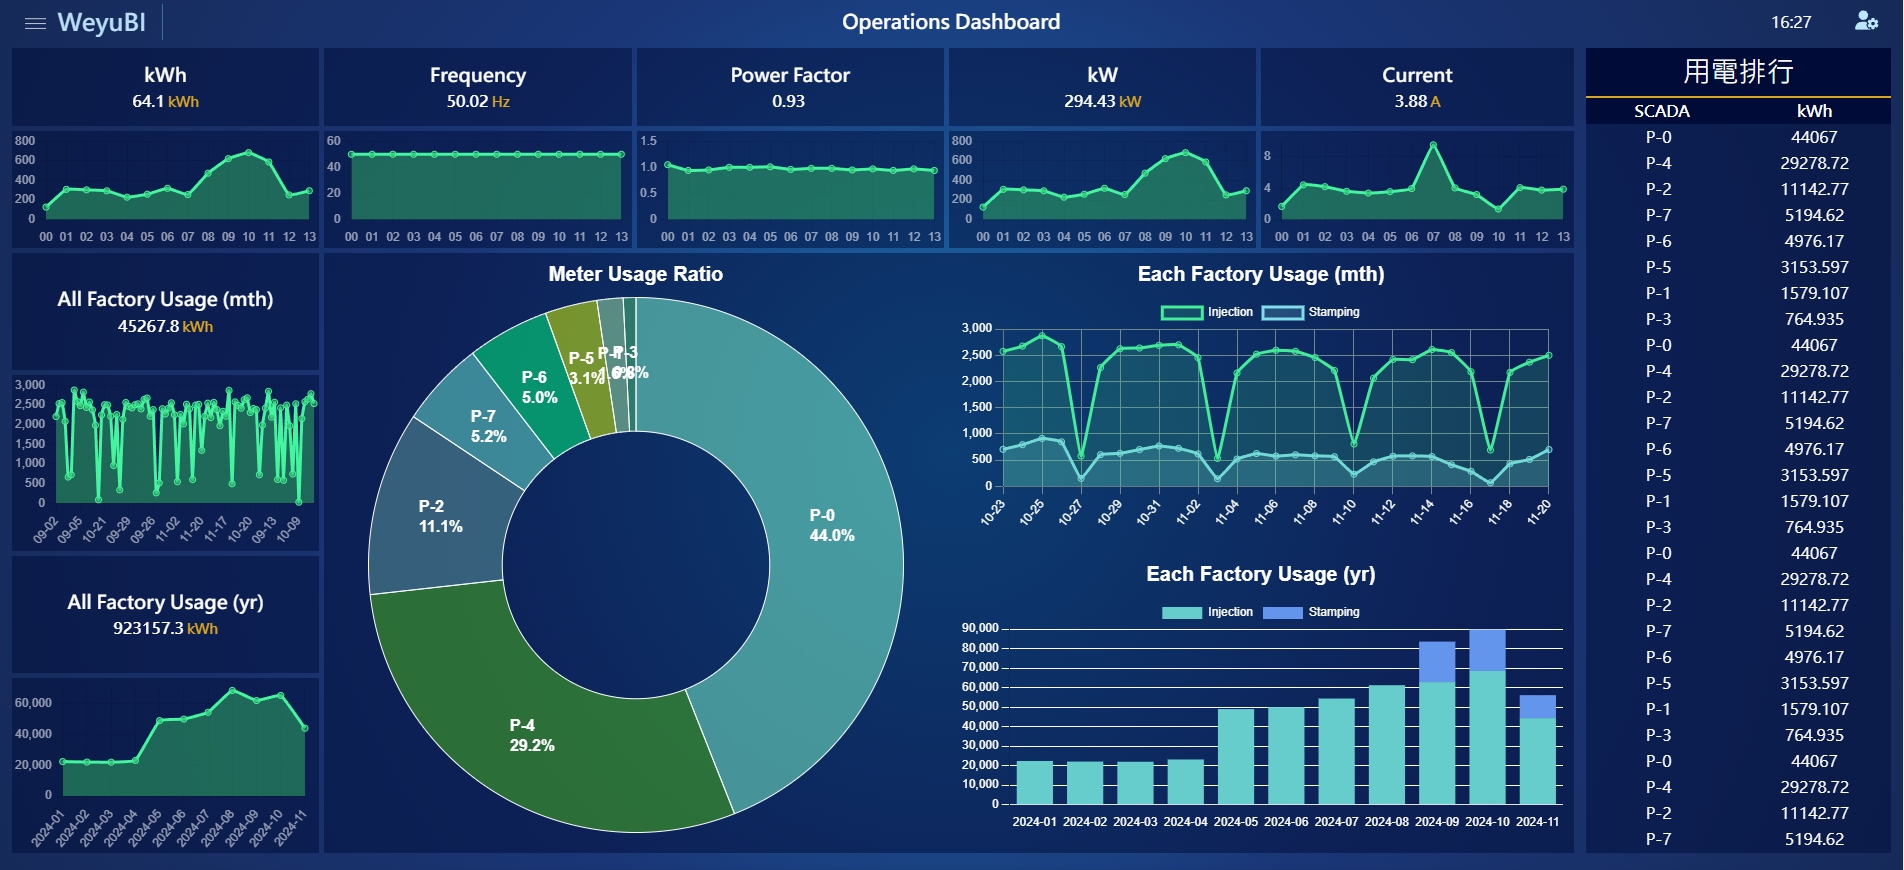 WeyuBI
Operations Dashboard
16:27
kWh
64.1 kWh
Frequency
50.02 Hz
Power Factor
0.93
kW
294.43 kW
Current
3.88 A
800
600
400
200
0
00 01 02 03 04 05 06 07 08 09 10 11 12 13
60
40
20
0
00 01 02 03 04 05 06 07 08 09 10 11 12 13
1.5
1.0
0.5
0
00 01 02 03 04 05 06 07 08 09 10 11 12 13
800
600
400
200
0
00 01 02 03 04 05 06 07 08 09 10 11 12 13
8
4
0
00 01 02 03 04 05 06 07 08 09 10 11 12 13
All Factory Usage (mth)
45267.8 kWh
3,000
2,500
2,000
1,500
1,000
500
0
09-02 09-05 10-21 09-29 09-26 11-02 11-20 11-17 10-20 09-13 10-09
All Factory Usage (yr)
923157.3 kWh
60,000
40,000
20,000
0
2024-01 2024-02 2024-03 2024-04 2024-05 2024-06 2024-07 2024-08 2024-09 2024-10 2024-11
Meter Usage Ratio
P-0
44.0%
P-4
29.2%
P-2
11.1%
P-7
5.2%
P-6
5.0%
P-5
3.1%
P-3
0.8%
Each Factory Usage (mth)
Injection Stamping
3,000
2,500
2,000
1,500
1,000
500
0
10-23 10-25 10-27 10-29 10-31 11-02 11-04 11-06 11-08 11-10 11-12 11-14 11-16 11-18 11-20
Each Factory Usage (yr)
Injection Stamping
90,000
80,000
70,000
60,000
50,000
40,000
30,000
20,000
10,000
0
2024-01 2024-02 2024-03 2024-04 2024-05 2024-06 2024-07 2024-08 2024-09 2024-10 2024-11
用電排行
SCADA kWh
P-0 44067
P-4 29278.72
P-2 11142.77
P-7 5194.62
P-6 4976.17
P-5 3153.597
P-1 1579.107
P-3 764.935
P-0 44067
P-4 29278.72
P-2 11142.77
P-7 5194.62
P-6 4976.17
P-5 3153.597
P-1 1579.107
P-3 764.935
P-0 44067
P-4 29278.72
P-2 11142.77
P-7 5194.62
P-6 4976.17
P-5 3153.597
P-1 1579.107
P-3 764.935
P-0 44067
P-4 29278.72
P-2 11142.77
P-7 5194.62